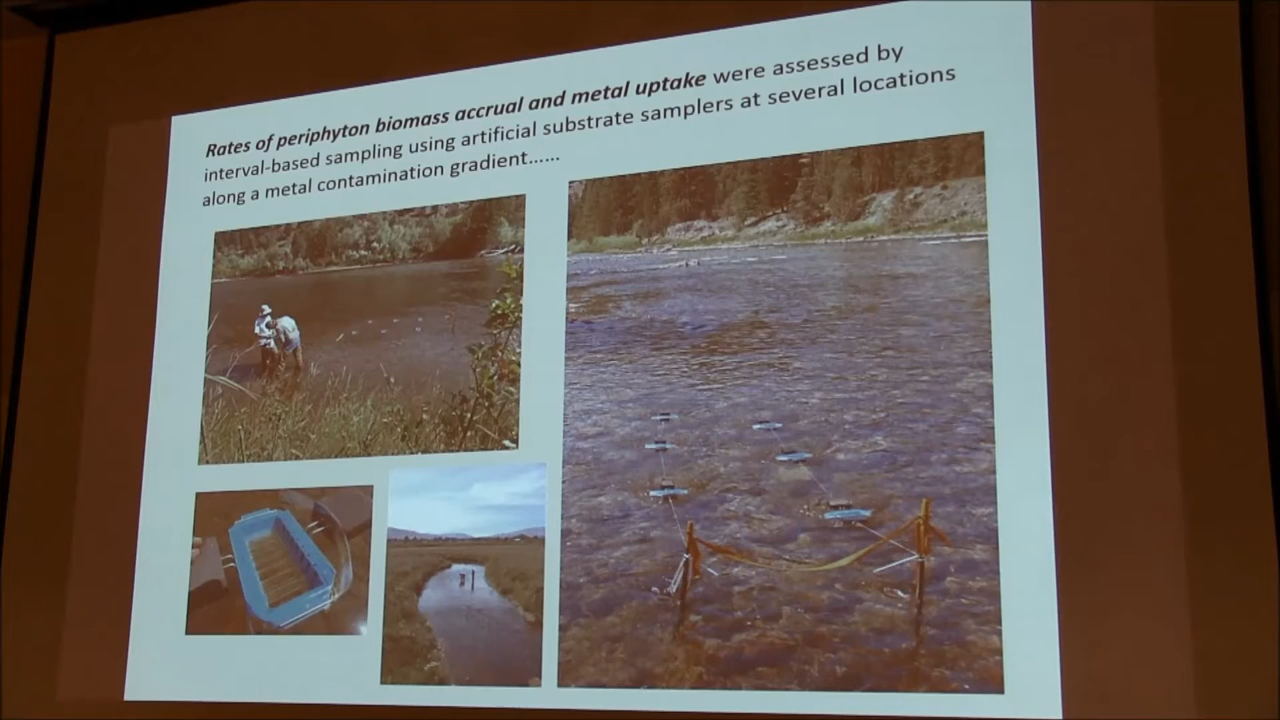 Rates of periphyton biomass accrual and metal uptake were assessed by
interval-based sampling using artificial substrate samplers at several locations
along a metal contamination gradient......